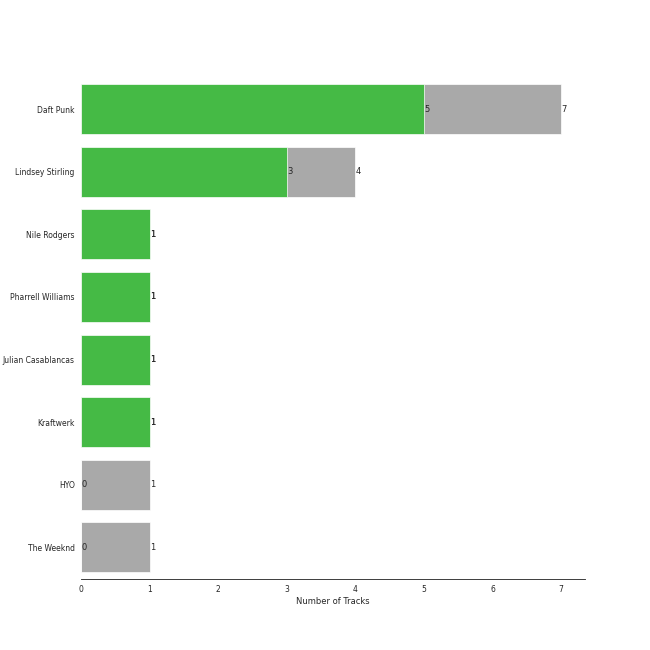 Daft Punk 5 7
Lindsey Stirling 3 4
Nile Rodgers 1
Pharrell Williams 1
Julian Casablancas 1
Kraftwerk 1
HYO 0 1
The Weeknd 0 1
0 1 2 3 4 5 6 7
Number of Tracks